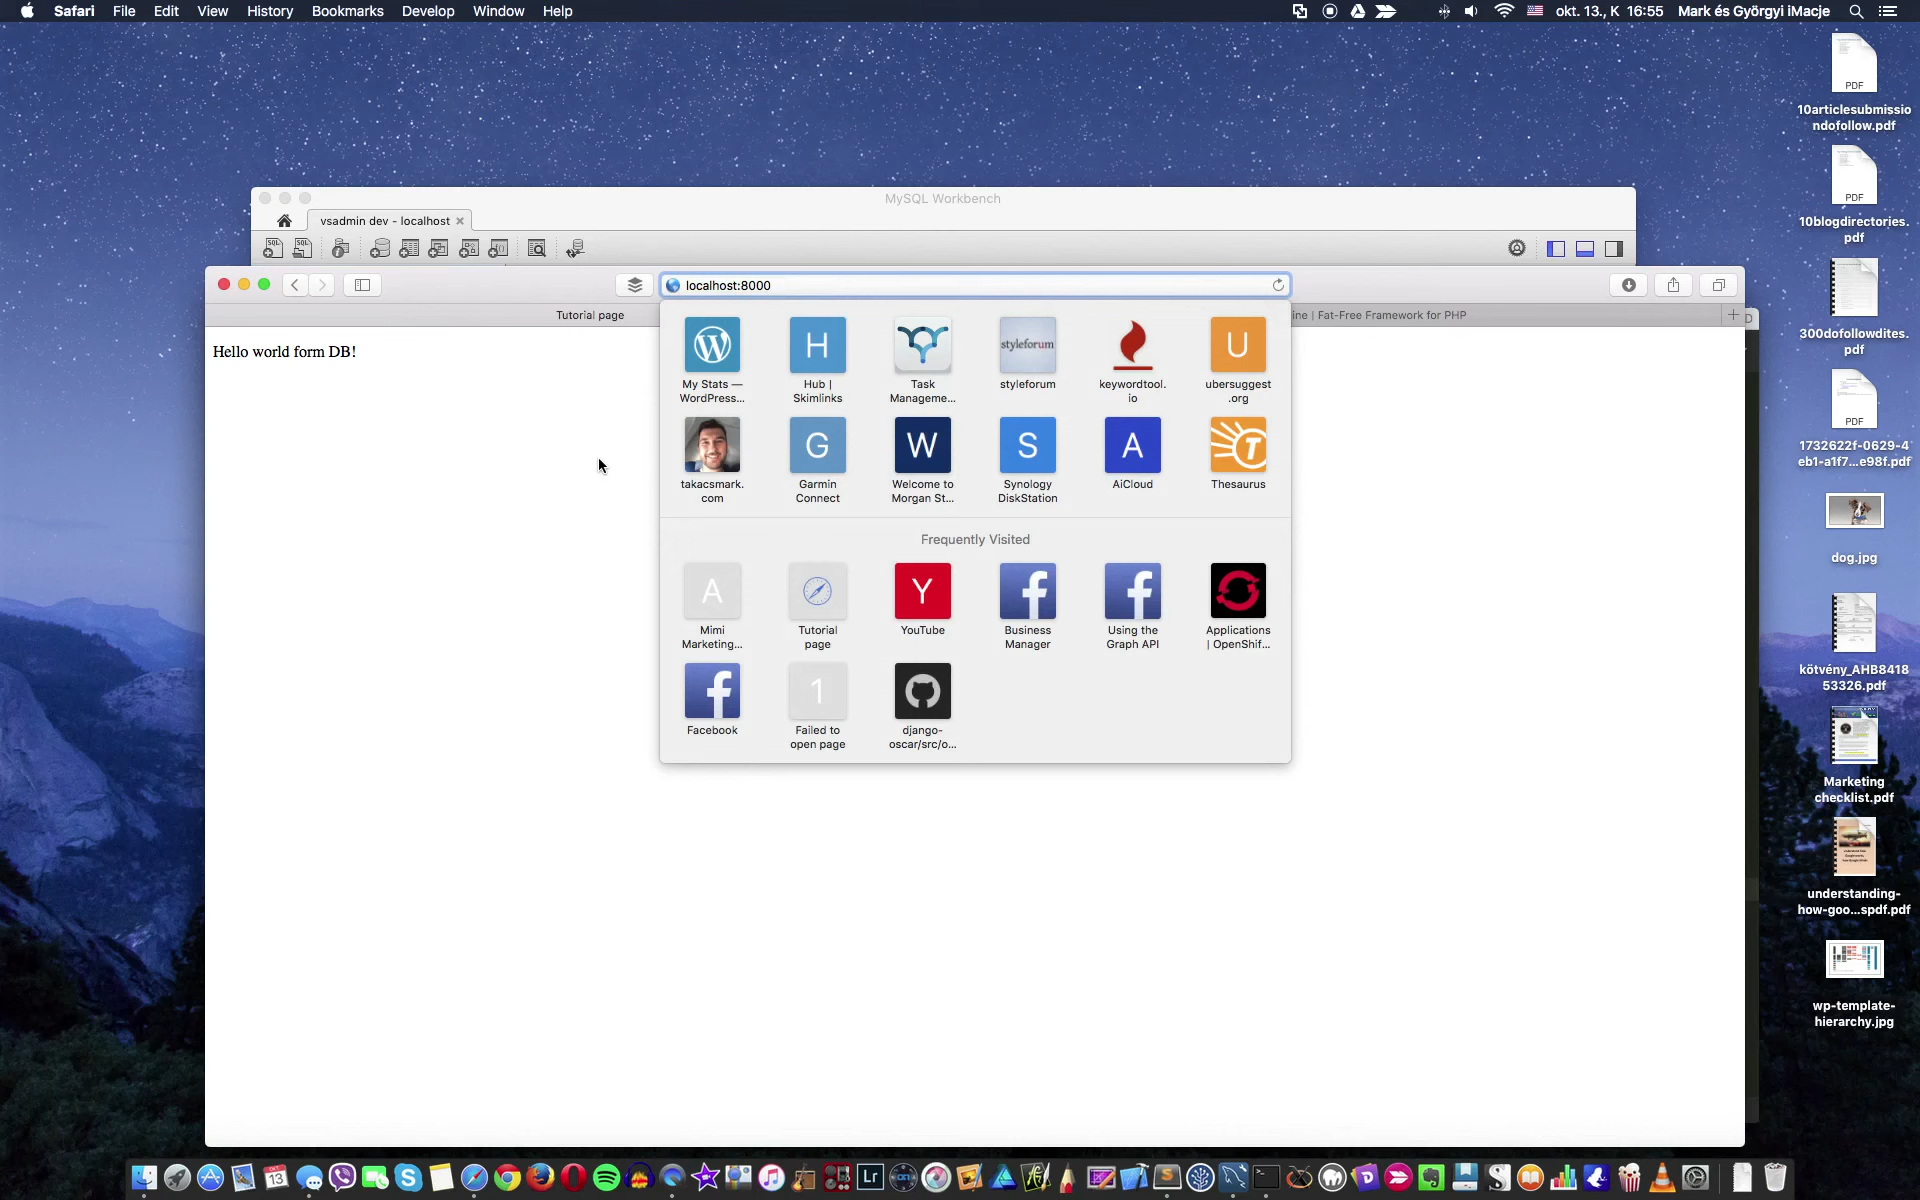 Safari File Edit View History Bookmarks Develop Window Help
okt. 13., K 16:55 Mark és Györgyi iMacje
PDF
10articlesubmissio
ndofollow.pdf
PDF
10blogdirectories.
pdf
300dofollowdites.
pdf
PDF
1732622f-0629-4
eb1-a1f7...e98f.pdf
dog.jpg
kötvény_AHB8418
53326.pdf
Marketing
checklist.pdf
understanding-
how-goo...spdf.pdf
wp-template-
hierarchy.jpg
MySQL Workbench
vsadmin dev - localhost
localhost:8000
Tutorial page
ine | Fat-Free Framework for PHP
Hello world form DB!
H styleforum U
My Stats —
WordPress...
Hub |
Skimlinks
Task
Manageme...
styleforum
keywordtool.
io
ubersuggest
.org
G W S A T
takacsmark.
com
Garmin
Connect
Welcome to
Morgan St...
Synology
DiskStation
AiCloud
Thesaurus
Frequently Visited
A Y
Mimi
Marketing...
Tutorial
page
YouTube
Business
Manager
Using the
Graph API
Applications
| OpenShif...
1
Facebook
Failed to
open page
django-
oscar/src/o...